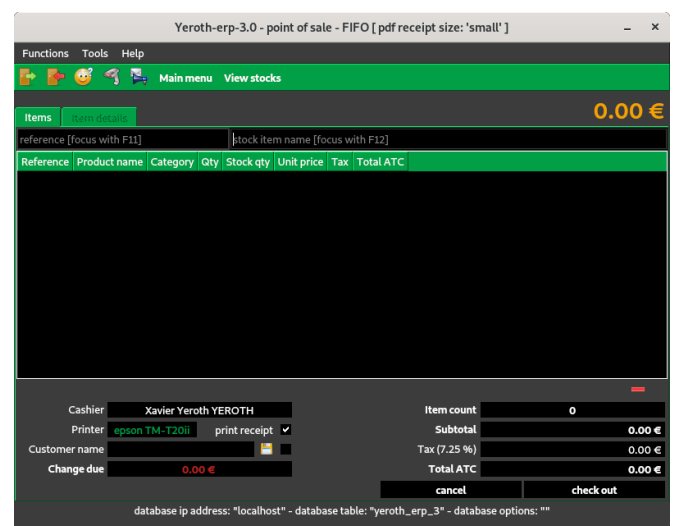 Yeroth-erp-3.0 - point of sale - FIFO [ pdf receipt size: 'small' ]
Functions Tools Help
Main menu View stocks
0.00 €
Items Item details
reference [focus with F11] stock item name [focus with F12]
Reference Product name Category Qty Stock qty Unit price Tax Total ATC
Cashier Xavier Yeroth YEROTH Item count 0
Printer epson TM-T20ii print receipt Subtotal 0.00 €
Customer name Tax (7.25 %) 0.00 €
Change due 0.00 € Total ATC 0.00 €
cancel check out
database ip address: "localhost" - database table: "yeroth_erp_3" - database options: ""